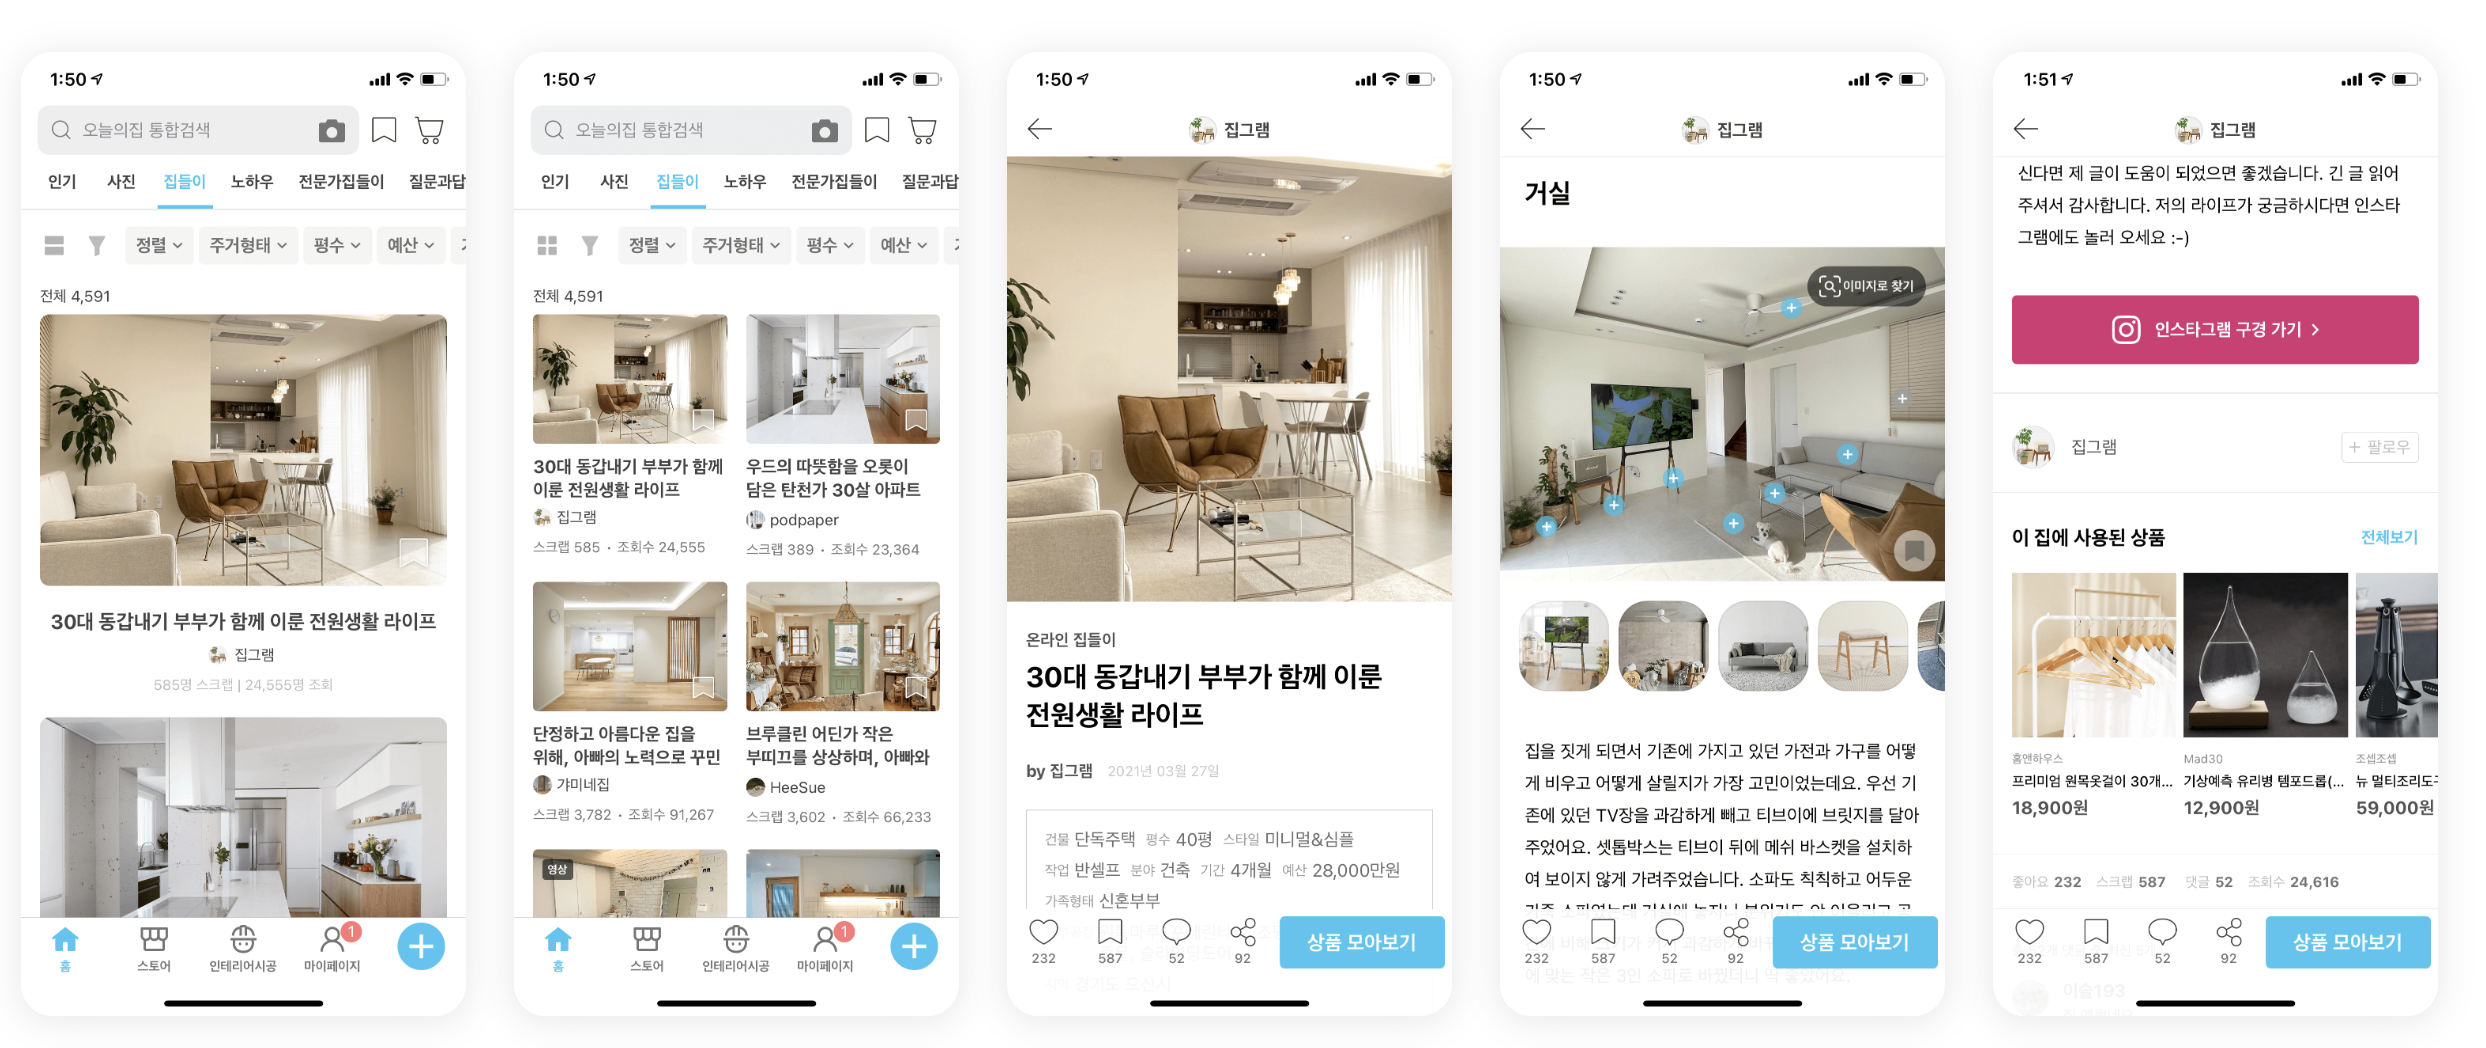 1:50
오늘의집 통합검색
인기 사진 집들이 노하우 전문가집들이 질문과답
정렬 주거형태 평수 예산
전체 4,591
30대 동갑내기 부부가 함께 이룬 전원생활 라이프
집그램
585명 스크랩 | 24,555명 조회
홈 스토어 인테리어시공 마이페이지 1
1:50
오늘의집 통합검색
인기 사진 집들이 노하우 전문가집들이 질문과답
정렬 주거형태 평수 예산
전체 4,591
30대 동갑내기 부부가 함께
이룬 전원생활 라이프
집그램
스크랩 585 · 조회수 24,555
우드의 따뜻함을 오롯이
담은 탄천가 30살 아파트
podpaper
스크랩 389 · 조회수 23,364
단정하고 아름다운 집을
위해, 아빠의 노력으로 꾸민
갸미네집
스크랩 3,782 · 조회수 91,267
브루클린 어딘가 작은
부띠끄를 상상하며, 아빠와
HeeSue
스크랩 3,602 · 조회수 66,233
영상
홈 스토어 인테리어시공 마이페이지 1
1:50
집그램
온라인 집들이
30대 동갑내기 부부가 함께 이룬
전원생활 라이프
by 집그램 2021년 03월 27일
건물 단독주택 평수 40평 스타일 미니멀&심플
작업 반셀프 분야 건축 기간 4개월 예산 28,000만원
가족형태 신혼부부
232 587 52 92
상품 모아보기
1:50
집그램
거실
이미지로 찾기
집을 짓게 되면서 기존에 가지고 있던 가전과 가구를 어떻
게 비우고 어떻게 살릴지가 가장 고민이었는데요. 우선 기
존에 있던 TV장을 과감하게 빼고 티브이에 브릿지를 달아
주었어요. 셋톱박스는 티브이 뒤에 메쉬 바스켓을 설치하
여 보이지 않게 가려주었습니다. 소파도 칙칙하고 어두운
에 맞는 작은 3인 소파로 바꿨더니 딱 좋았어요.
232 587 52 92
상품 모아보기
1:51
집그램
신다면 제 글이 도움이 되었으면 좋겠습니다. 긴 글 읽어
주셔서 감사합니다. 저의 라이프가 궁금하시다면 인스타
그램에도 놀러 오세요 :-)
인스타그램 구경 가기 >
집그램
+ 팔로우
이 집에 사용된 상품 전체보기
홈앤하우스
프리미엄 원목옷걸이 30개...
18,900원
Mad30
기상예측 유리병 템포드롭(...
12,900원
조셉조셉
뉴 멀티조리도구
59,000원
좋아요 232 스크랩 587 댓글 52 조회수 24,616
232 587 52 92
상품 모아보기
이슬193